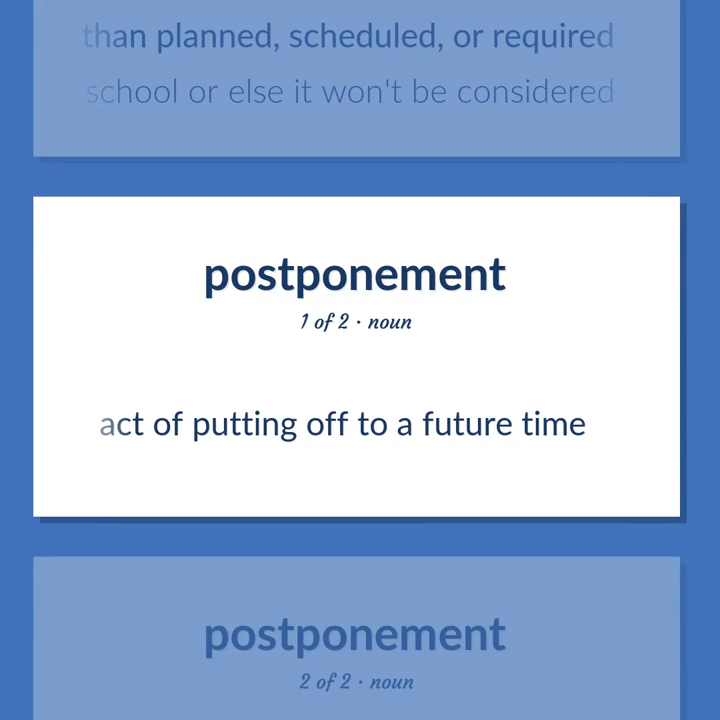 than planned, scheduled, or required
school or else it won't be considered
postponement
1 of 2 · noun
act of putting off to a future time
postponement
2 of 2 · noun